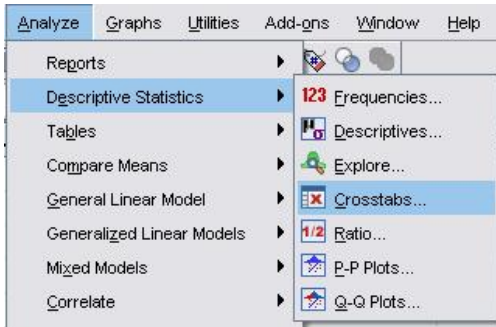 Analyze Graphs Utilities Add-ons Window Help
Reports
Descriptive Statistics
Tables
Compare Means
General Linear Model
Generalized Linear Models
Mixed Models
Correlate
123 Frequencies...
μσ Descriptives...
Explore...
Crosstabs...
1/2 Ratio...
P-P Plots...
Q-Q Plots...